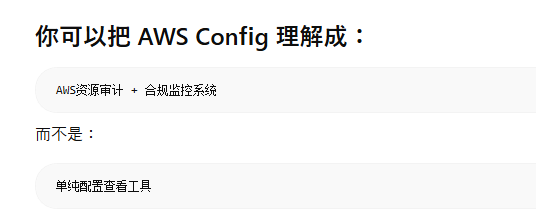 你可以把 AWS Config 理解成：
AWS资源审计 + 合规监控系统
而不是：
单纯配置查看工具